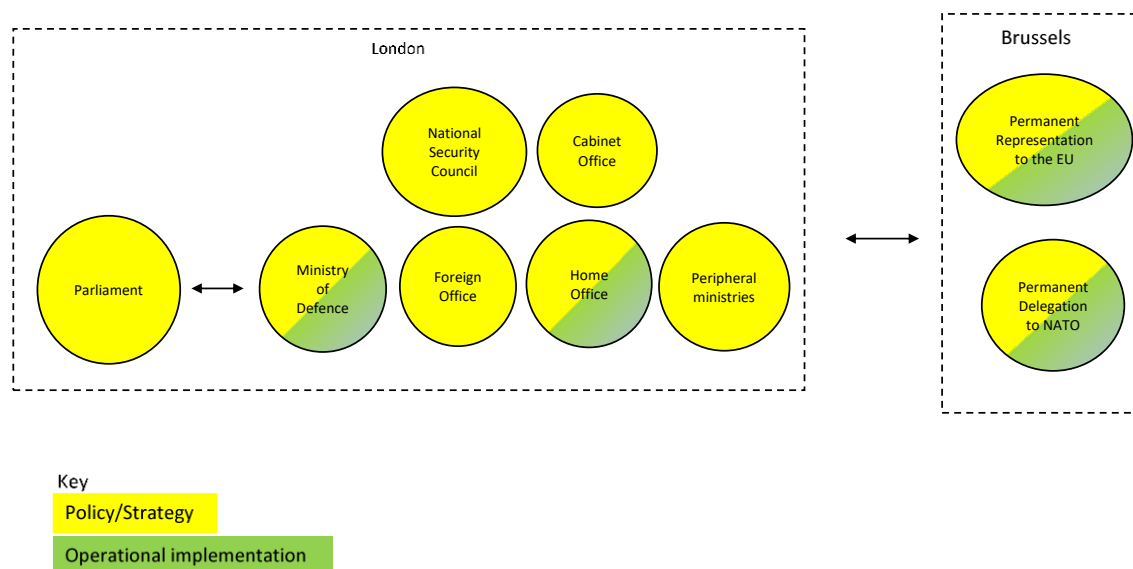 London
Brussels
National
Security
Council
Cabinet
Office
Permanent
Representation
to the EU
Parliament
Ministry
of
Defence
Foreign
Office
Home
Office
Peripheral
ministries
Permanent
Delegation
to NATO
Key
Policy/Strategy
Operational implementation